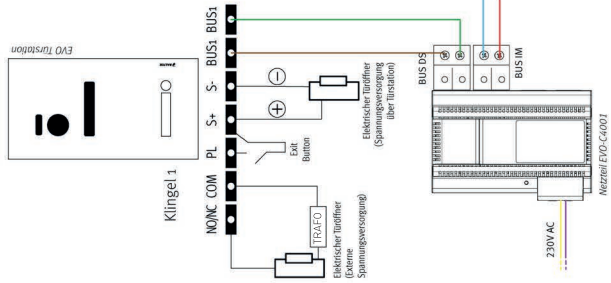 EVO Türstation
Klingel 1
BUS1
BUS1
S-
S+
PL
COM
NO/NC
−
+
Exit
Button
TRAFO
Elektrischer Türöffner
(Spannungsversorgung
über Türstation)
Elektrischer Türöffner
(Externe
Spannungsversorgung)
BUS DS
BUS IM
230V AC
Netzteil EVO-C4001